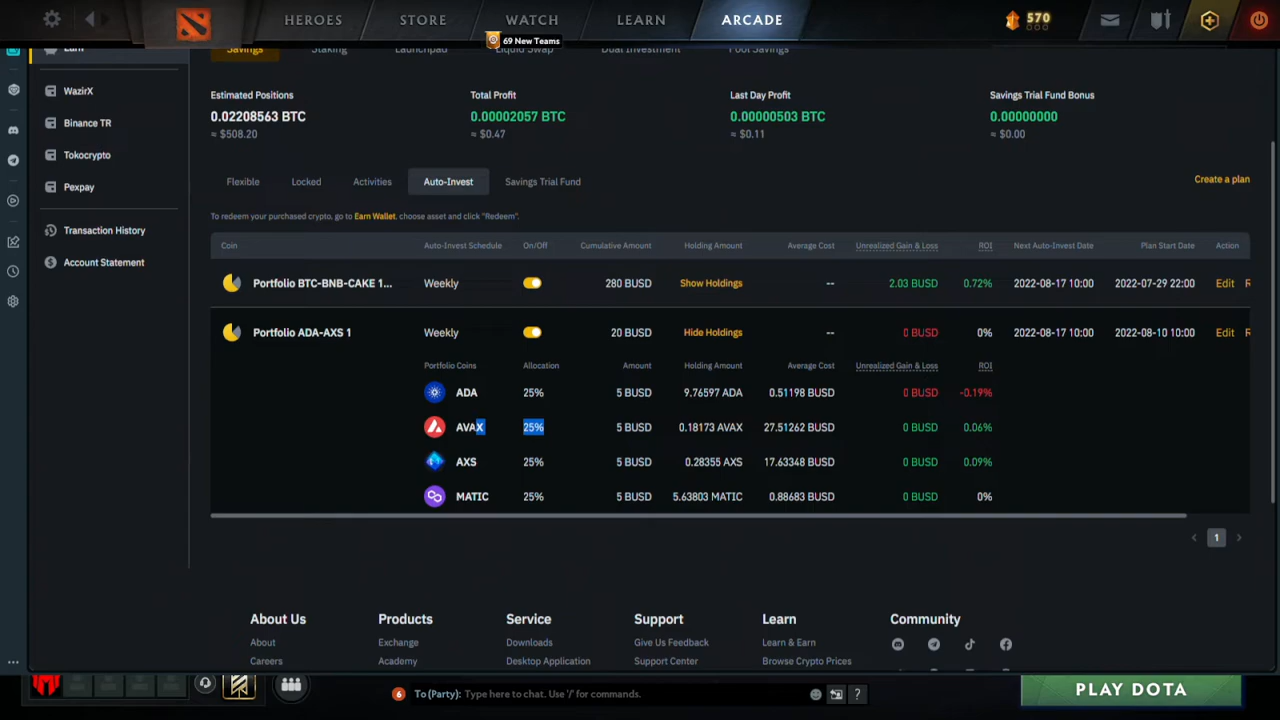 HEROES STORE WATCH LEARN ARCADE 570
69 New Teams
Earn
Savings Staking Launchpad Liquid Swap Dual Investment Pool Savings
WazirX
Binance TR
Tokocrypto
Pexpay
Transaction History
Account Statement
Estimated Positions Total Profit Last Day Profit Savings Trial Fund Bonus
0.02208563 BTC 0.00002057 BTC 0.00000503 BTC 0.00000000
≈ $508.20 ≈ $0.47 ≈ $0.11 ≈ $0.00
Flexible Locked Activities Auto-Invest Savings Trial Fund Create a plan
To redeem your purchased crypto, go to Earn Wallet, choose asset and click "Redeem".
Coin Auto-Invest Schedule On/Off Cumulative Amount Holding Amount Average Cost Unrealized Gain & Loss ROI Next Auto-Invest Date Plan Start Date Action
Portfolio BTC-BNB-CAKE 1... Weekly 280 BUSD Show Holdings -- 2.03 BUSD 0.72% 2022-08-17 10:00 2022-07-29 22:00 Edit R
Portfolio ADA-AXS 1 Weekly 20 BUSD Hide Holdings -- 0 BUSD 0% 2022-08-17 10:00 2022-08-10 10:00 Edit R
Portfolio Coins Allocation Amount Holding Amount Average Cost Unrealized Gain & Loss ROI
ADA 25% 5 BUSD 9.76597 ADA 0.51198 BUSD 0 BUSD -0.19%
AVAX 25% 5 BUSD 0.18173 AVAX 27.51262 BUSD 0 BUSD 0.06%
AXS 25% 5 BUSD 0.28355 AXS 17.63348 BUSD 0 BUSD 0.09%
MATIC 25% 5 BUSD 5.63803 MATIC 0.88683 BUSD 0 BUSD 0%
1
About Us Products Service Support Learn Community
About Exchange Downloads Give Us Feedback Learn & Earn
Careers Academy Desktop Application Support Center Browse Crypto Prices
6 To (Party): Type here to chat. Use '/' for commands. ?
PLAY DOTA